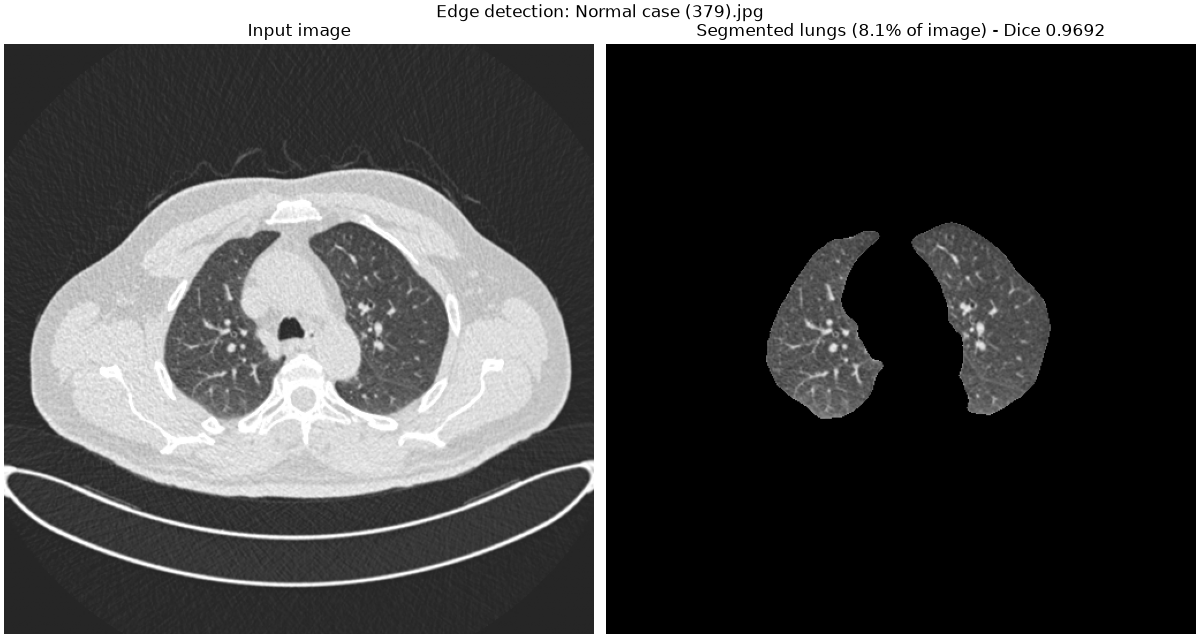 Edge detection: Normal case (379).jpg
Input image
Segmented lungs (8.1% of image) - Dice 0.9692